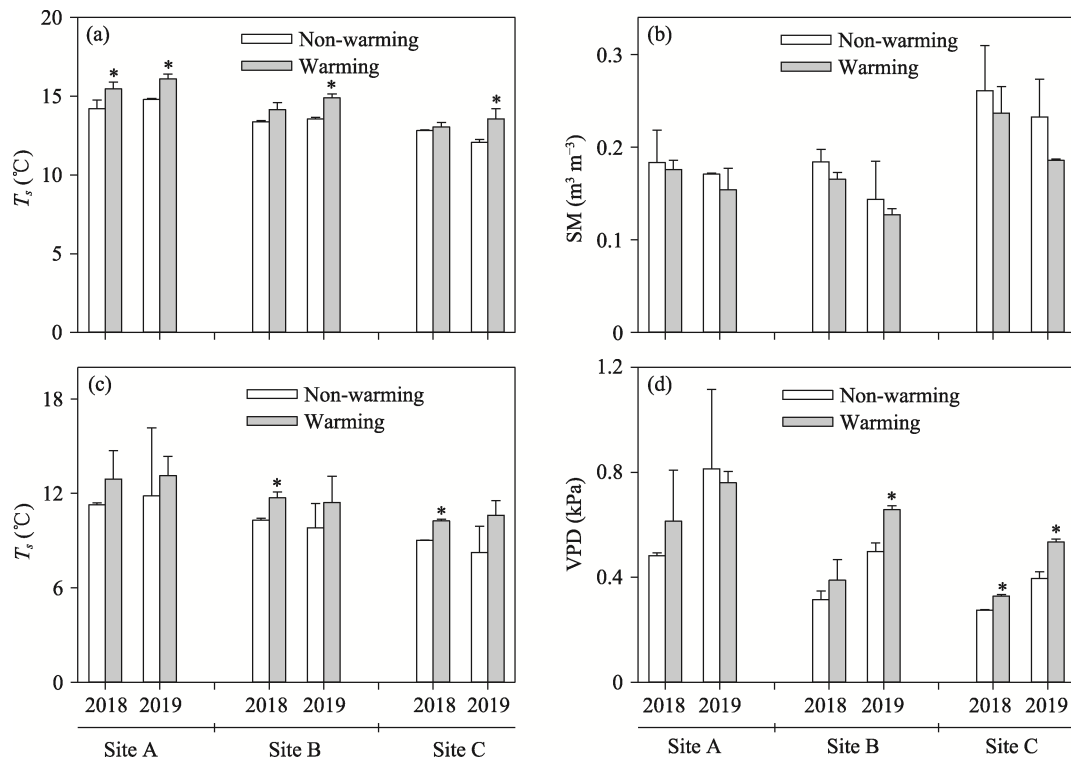 (a)
Non-warming
Warming
20
15
10
5
0
Tₛ (℃)
* * * *
(b)
Non-warming
Warming
0.3
0.2
0.1
0
SM (m³ m⁻³)
(c)
Non-warming
Warming
18
12
6
0
Tₛ (℃)
* *
2018 2019 2018 2019 2018 2019
Site A Site B Site C
(d)
Non-warming
Warming
1.2
0.8
0.4
0
VPD (kPa)
* * *
2018 2019 2018 2019 2018 2019
Site A Site B Site C